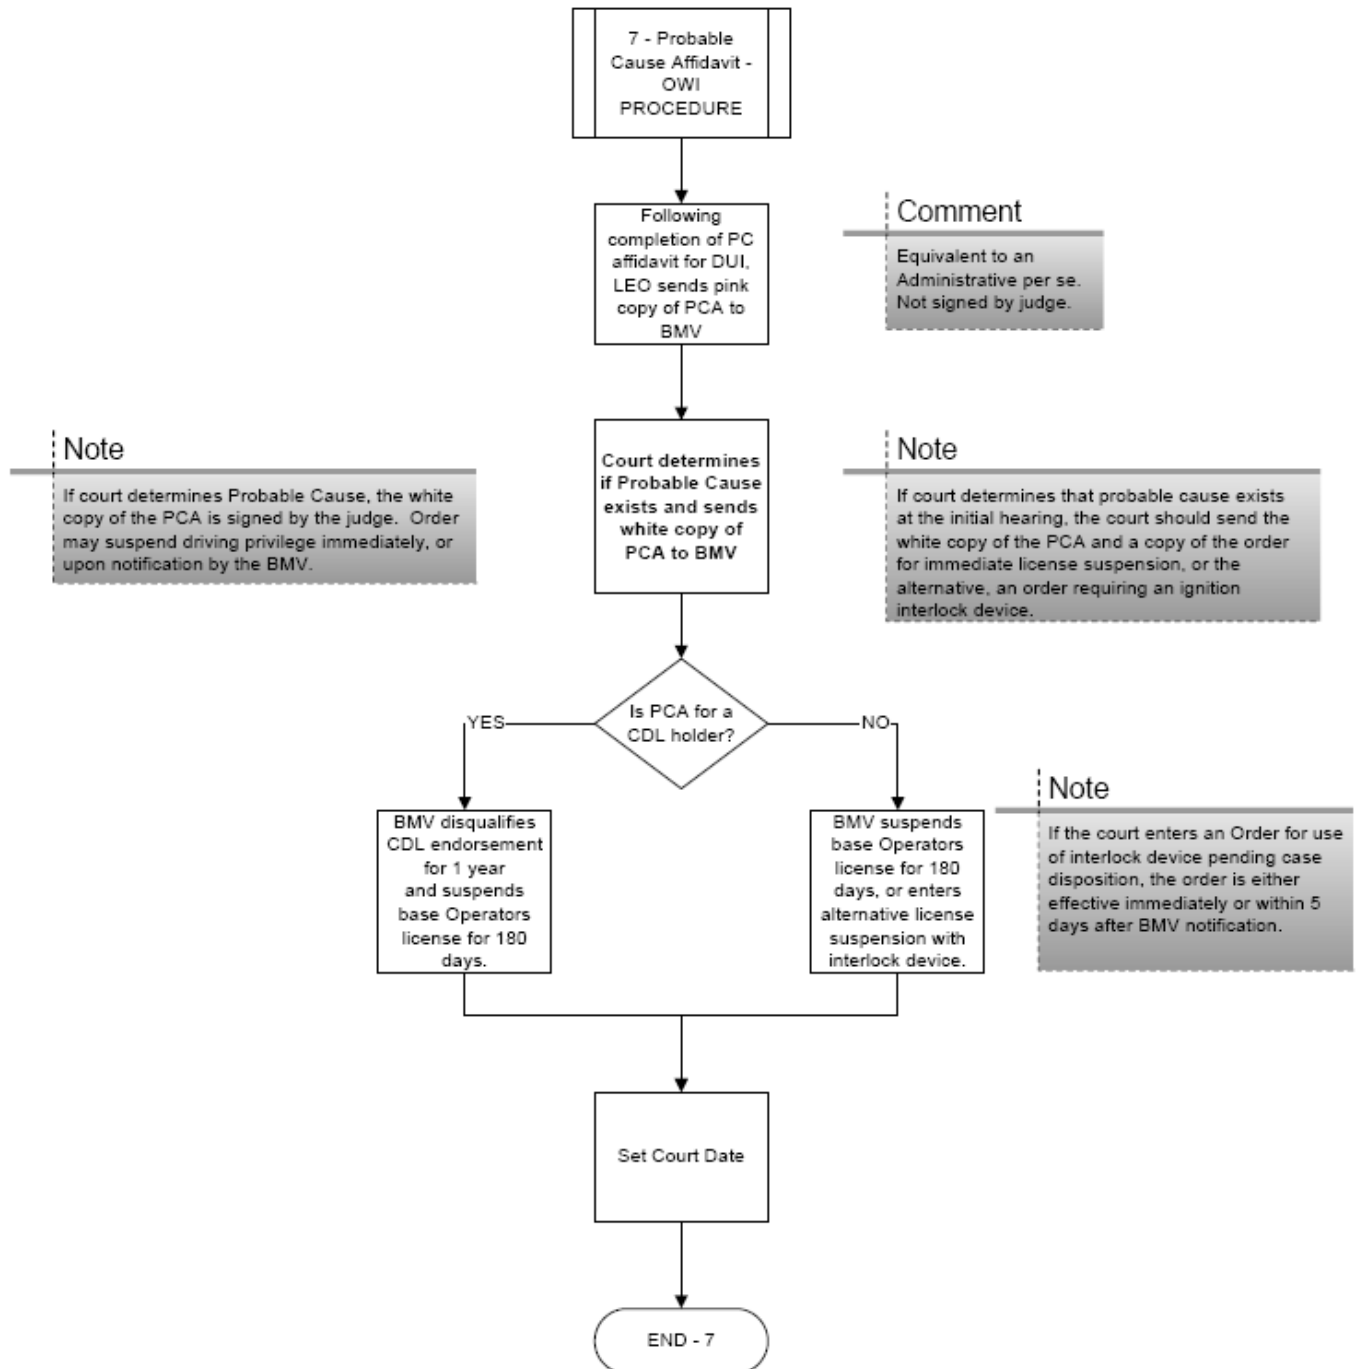 7 - Probable
Cause Affidavit -
OWI
PROCEDURE
Following
completion of PC
affidavit for DUI,
LEO sends pink
copy of PCA to
BMV
Comment
Equivalent to an
Administrative per se.
Not signed by judge.
Note
If court determines Probable Cause, the white
copy of the PCA is signed by the judge. Order
may suspend driving privilege immediately, or
upon notification by the BMV.
Court determines
if Probable Cause
exists and sends
white copy of
PCA to BMV
Note
If court determines that probable cause exists
at the initial hearing, the court should send the
white copy of the PCA and a copy of the order
for immediate license suspension, or the
alternative, an order requiring an ignition
interlock device.
Is PCA for a
CDL holder?
YES
NO
BMV disqualifies
CDL endorsement
for 1 year
and suspends
base Operators
license for 180
days.
BMV suspends
base Operators
license for 180
days, or enters
alternative license
suspension with
interlock device.
Note
If the court enters an Order for use
of interlock device pending case
disposition, the order is either
effective immediately or within 5
days after BMV notification.
Set Court Date
END - 7